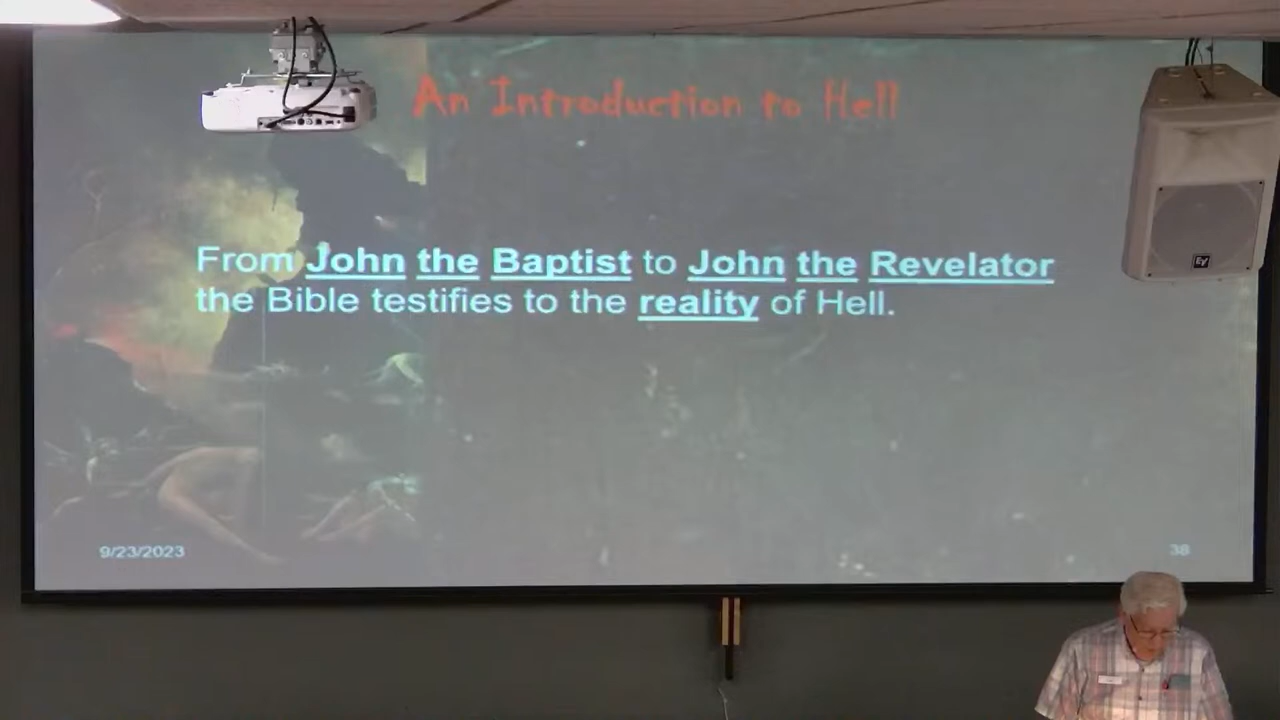 An Introduction to Hell
From John the Baptist to John the Revelator
the Bible testifies to the reality of Hell.
9/23/2023
38
EV